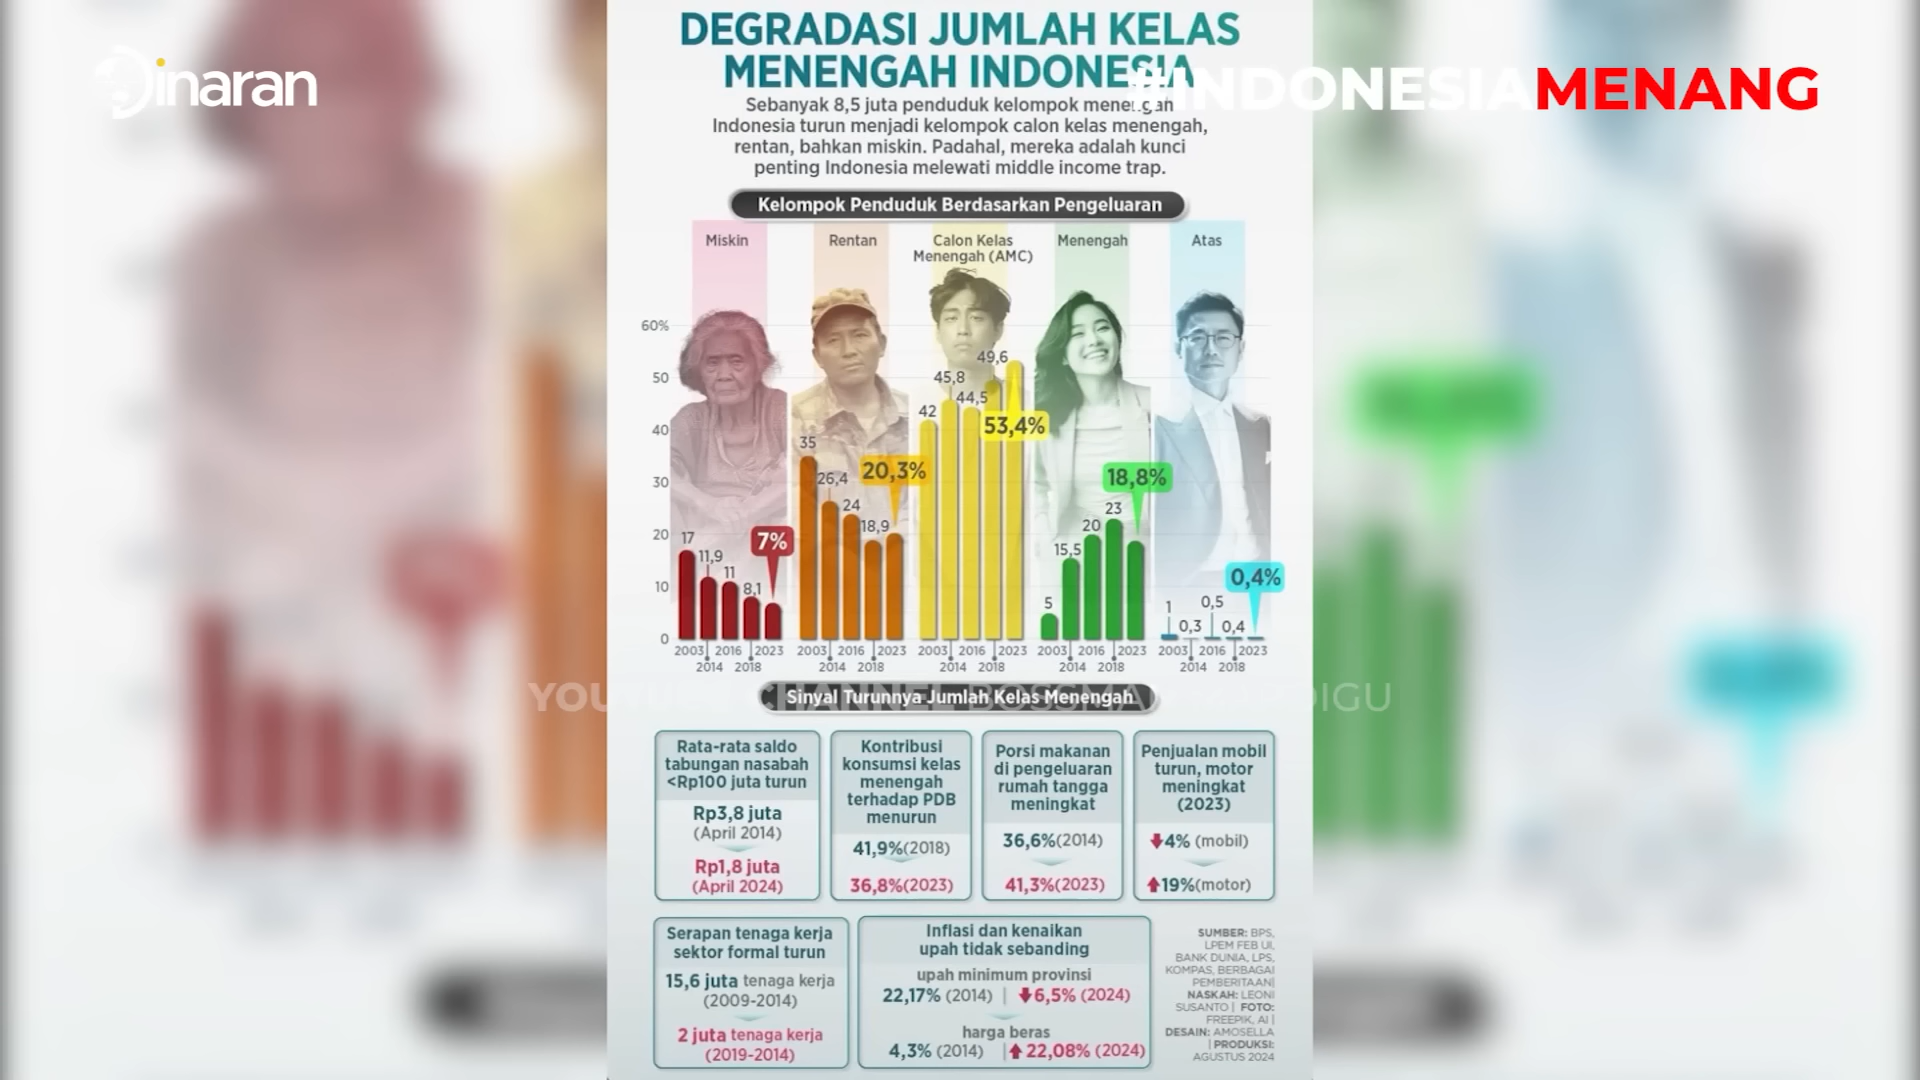 Dinaran
#INDONESIAMENANG
DEGRADASI JUMLAH KELAS
MENENGAH INDONESIA
Sebanyak 8,5 juta penduduk kelompok menengah
Indonesia turun menjadi kelompok calon kelas menengah,
rentan, bahkan miskin. Padahal, mereka adalah kunci
penting Indonesia melewati middle income trap.
Kelompok Penduduk Berdasarkan Pengeluaran
Miskin
Rentan
Calon Kelas
Menengah (AMC)
Menengah
Atas
60%
50
40
30
20
10
0
17
11,9
11
8,1
7%
2003 2016 2023
2014 2018
35
26,4
24
18,9
20,3%
2003 2016 2023
2014 2018
42
45,8
44,5
49,6
53,4%
2003 2016 2023
2014 2018
5
15,5
20
23
18,8%
2003 2016 2023
2014 2018
1
0,3
0,5
0,4
0,4%
2003 2016 2023
2014 2018
Sinyal Turunnya Jumlah Kelas Menengah
Rata-rata saldo
tabungan nasabah
<Rp100 juta turun
Rp3,8 juta
(April 2014)
Rp1,8 juta
(April 2024)
Kontribusi
konsumsi kelas
menengah
terhadap PDB
menurun
41,9%(2018)
36,8%(2023)
Porsi makanan
di pengeluaran
rumah tangga
meningkat
36,6%(2014)
41,3%(2023)
Penjualan mobil
turun, motor
meningkat
(2023)
4% (mobil)
19%(motor)
Serapan tenaga kerja
sektor formal turun
15,6 juta tenaga kerja
(2009-2014)
2 juta tenaga kerja
(2019-2014)
Inflasi dan kenaikan
upah tidak sebanding
upah minimum provinsi
22,17% (2014) | 6,5% (2024)
harga beras
4,3% (2014) | 22,08% (2024)
SUMBER: BPS,
LPEM FEB UI,
BANK DUNIA, LPS,
KOMPAS, BERBAGAI
PEMBERITAAN|
NASKAH: LEONI
SUSANTO | FOTO:
FREEPIK, AI |
DESAIN: AMOSELLA
| PRODUKSI:
AGUSTUS 2024